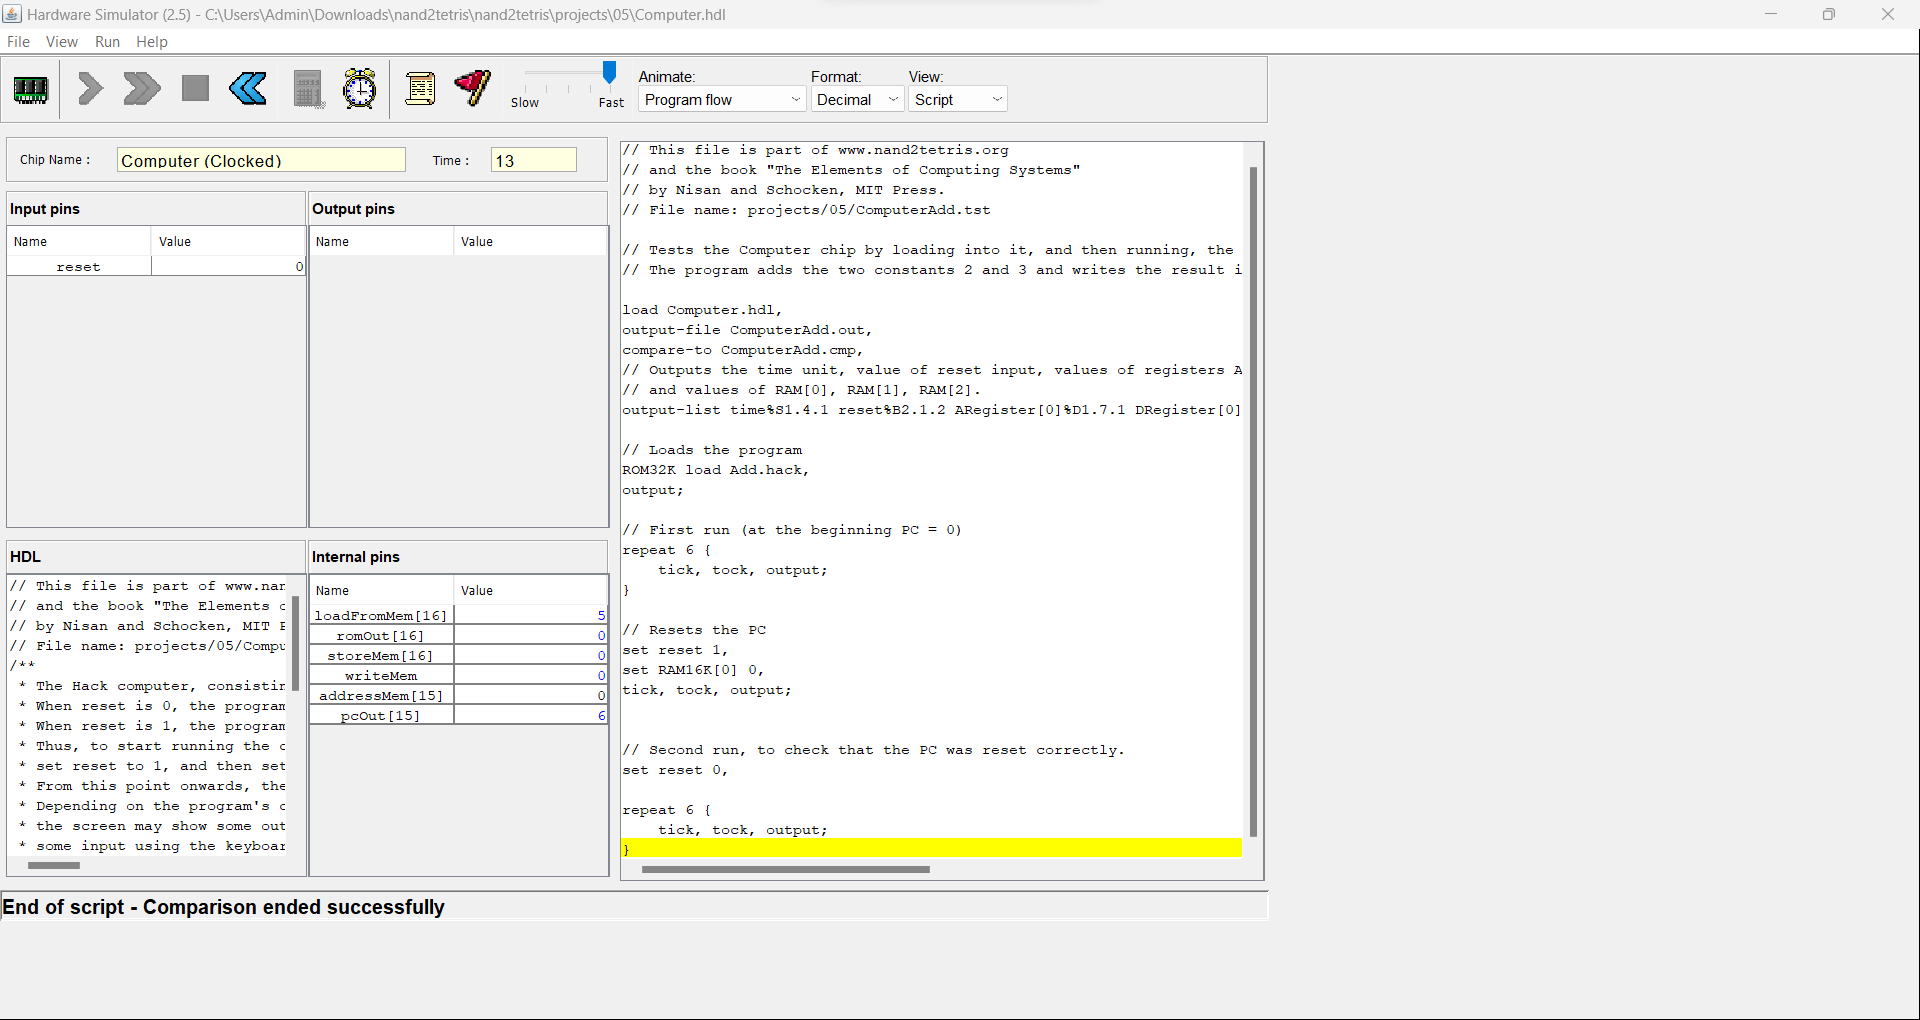 Hardware Simulator (2.5) - C:\Users\Admin\Downloads\nand2tetris\nand2tetris\projects\05\Computer.hdl
File View Run Help
Slow Fast
Animate: Format: View:
Program flow Decimal Script
Chip Name : Computer (Clocked) Time : 13
Input pins
Name Value
reset 0
Output pins
Name Value
HDL
// This file is part of www.nan
// and the book "The Elements o
// by Nisan and Schocken, MIT P
// File name: projects/05/Compu
/**
* The Hack computer, consistin
* When reset is 0, the program
* When reset is 1, the program
* Thus, to start running the c
* set reset to 1, and then set
* From this point onwards, the
* Depending on the program's c
* the screen may show some out
* some input using the keyboar
Internal pins
Name Value
loadFromMem[16] 5
romOut[16] 0
storeMem[16] 0
writeMem 0
addressMem[15] 0
pcOut[15] 6
// This file is part of www.nand2tetris.org
// and the book "The Elements of Computing Systems"
// by Nisan and Schocken, MIT Press.
// File name: projects/05/ComputerAdd.tst
// Tests the Computer chip by loading into it, and then running, the
// The program adds the two constants 2 and 3 and writes the result i
load Computer.hdl,
output-file ComputerAdd.out,
compare-to ComputerAdd.cmp,
// Outputs the time unit, value of reset input, values of registers A
// and values of RAM[0], RAM[1], RAM[2].
output-list time%S1.4.1 reset%B2.1.2 ARegister[0]%D1.7.1 DRegister[0]
// Loads the program
ROM32K load Add.hack,
output;
// First run (at the beginning PC = 0)
repeat 6 {
tick, tock, output;
}
// Resets the PC
set reset 1,
set RAM16K[0] 0,
tick, tock, output;
// Second run, to check that the PC was reset correctly.
set reset 0,
repeat 6 {
tick, tock, output;
}
End of script - Comparison ended successfully